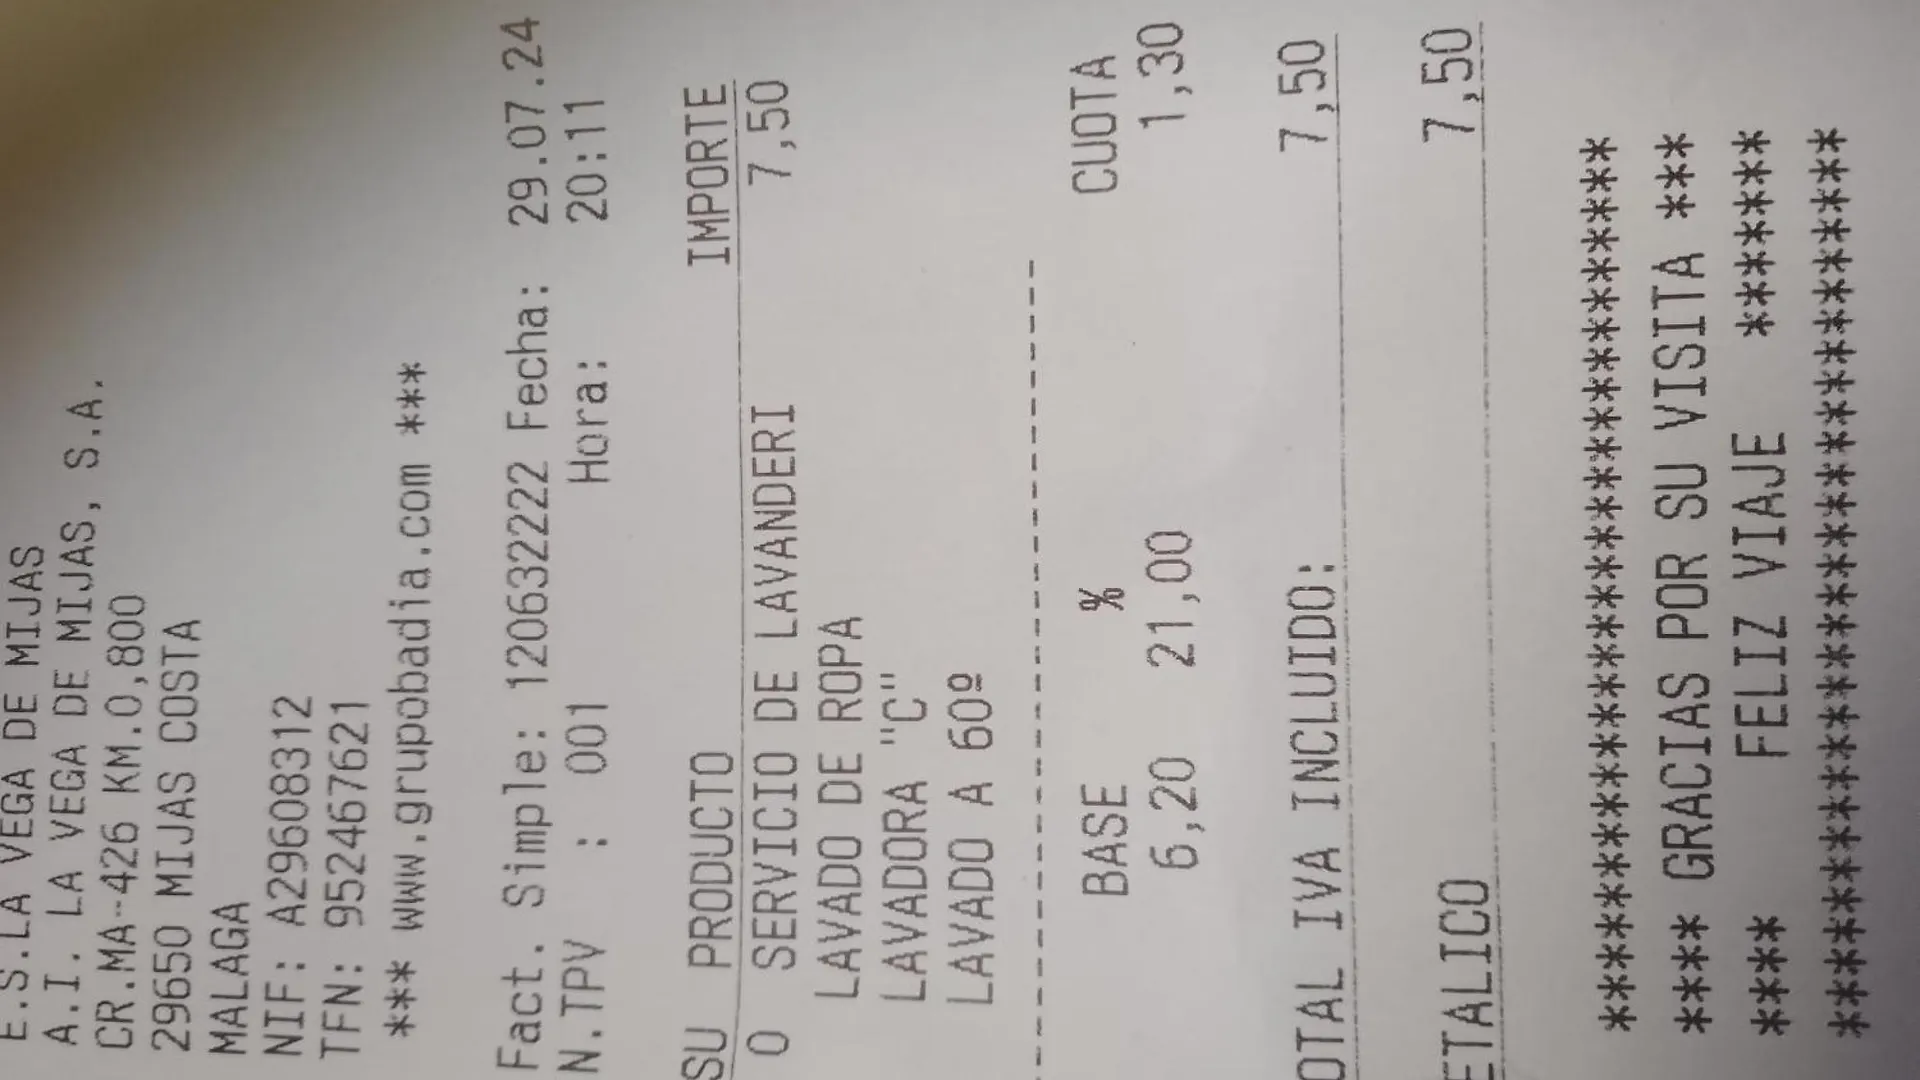 E.S.LA VEGA DE MIJAS
A.I. LA VEGA DE MIJAS, S.A.
CR.MA-426 KM.0,800
29650 MIJAS COSTA
MALAGA
NIF: A29608312
TFN: 952467621
*** www.grupobadia.com ***
Fact. Simple: 120632222 Fecha: 29.07.24
N.TPV : 001 Hora: 20:11
SU PRODUCTO IMPORTE
0 SERVICIO DE LAVANDERI 7,50
LAVADO DE ROPA
LAVADORA "C"
LAVADO A 60º
BASE % CUOTA
6,20 21,00 1,30
OTAL IVA INCLUIDO: 7,50
ETALICO 7,50
****************************
**** GRACIAS POR SU VISITA ***
**** FELIZ VIAJE *******
******************************